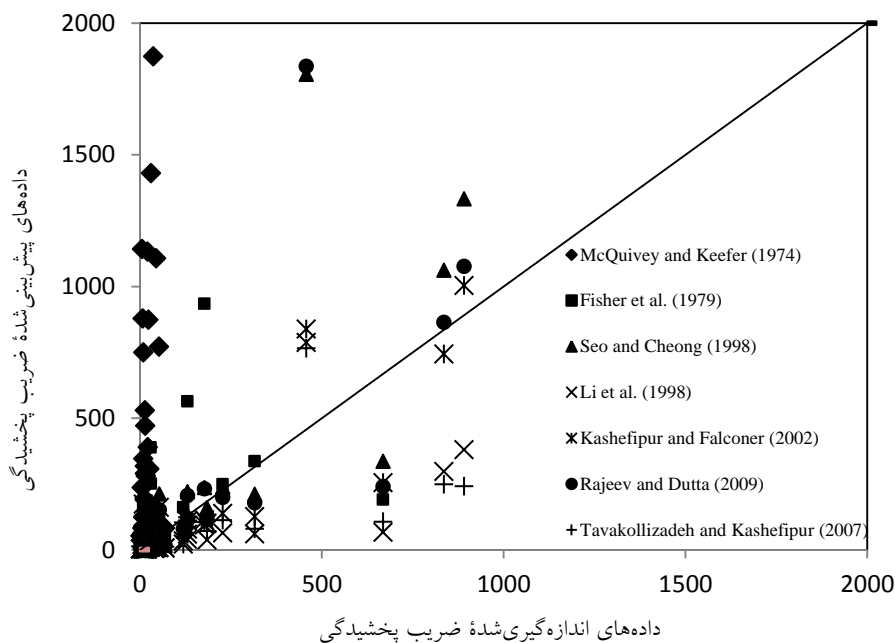 2000
1500
1000
500
0
داده‌های پیش‌بینی‌شدهٔ ضریب پخشیدگی
McQuivey and Keefer (1974)
Fisher et al. (1979)
Seo and Cheong (1998)
Li et al. (1998)
Kashefipur and Falconer (2002)
Rajeev and Dutta (2009)
Tavakollizadeh and Kashefipur (2007)
0 500 1000 1500 2000
داده‌های اندازه‌گیری‌شدهٔ ضریب پخشیدگی